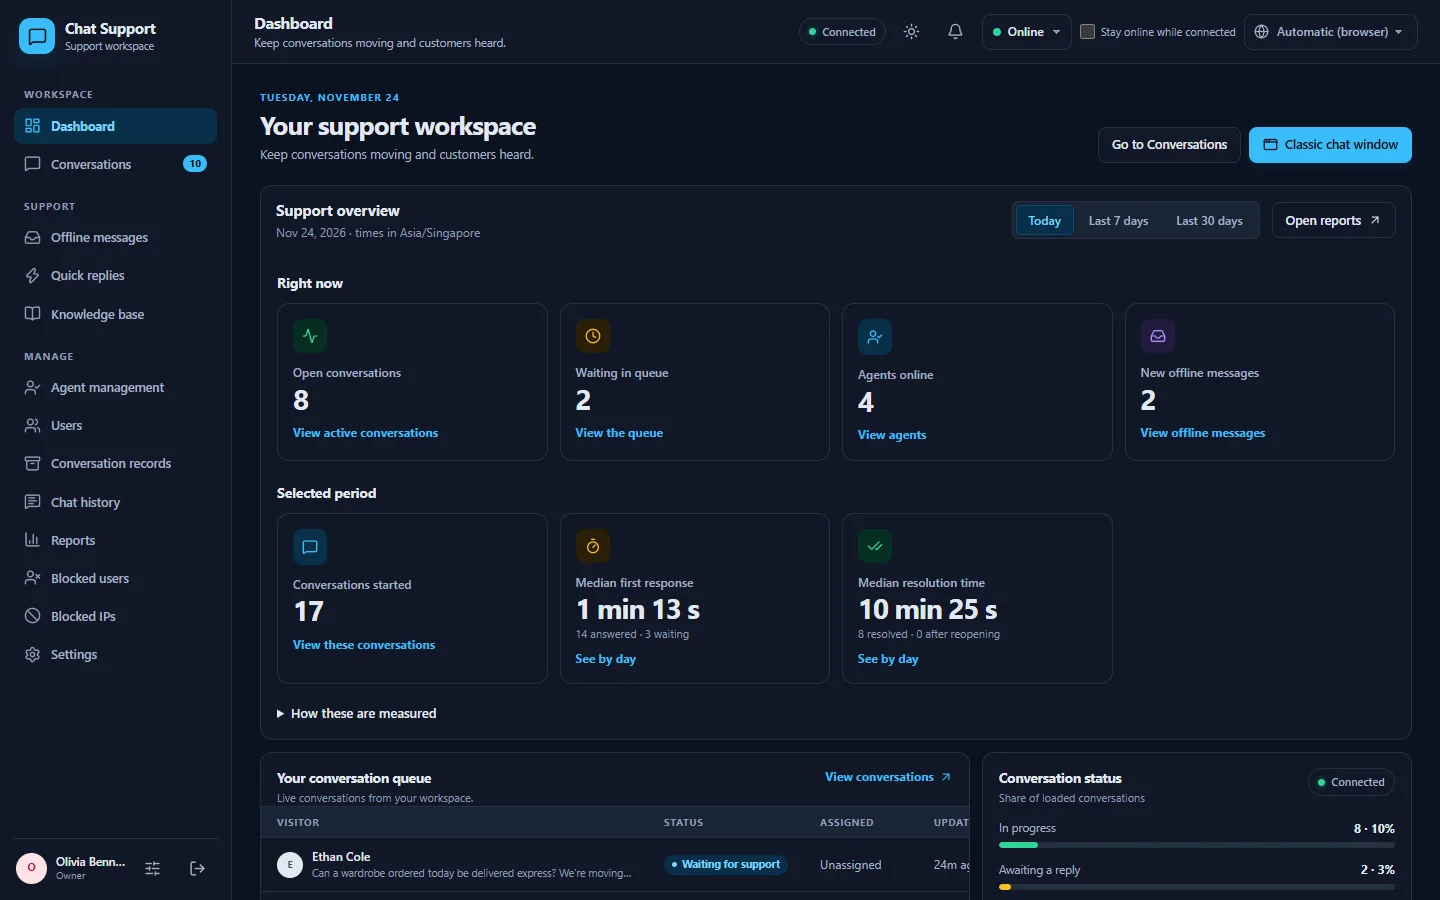 Chat Support
Support workspace
WORKSPACE
Dashboard
Conversations
10
SUPPORT
Offline messages
Quick replies
Knowledge base
MANAGE
Agent management
Users
Conversation records
Chat history
Reports
Blocked users
Blocked IPs
Settings
O
Olivia Benn...
Owner
Dashboard
Keep conversations moving and customers heard.
Connected
Online
Stay online while connected
Automatic (browser)
TUESDAY, NOVEMBER 24
Your support workspace
Keep conversations moving and customers heard.
Go to Conversations
Classic chat window
Support overview
Nov 24, 2026 · times in Asia/Singapore
Today
Last 7 days
Last 30 days
Open reports
Right now
Open conversations
8
View active conversations
Waiting in queue
2
View the queue
Agents online
4
View agents
New offline messages
2
View offline messages
Selected period
Conversations started
17
View these conversations
Median first response
1 min 13 s
14 answered · 3 waiting
See by day
Median resolution time
10 min 25 s
8 resolved · 0 after reopening
See by day
How these are measured
Your conversation queue
Live conversations from your workspace.
View conversations
VISITOR
STATUS
ASSIGNED
UPDAT
E
Ethan Cole
Can a wardrobe ordered today be delivered express? We're moving...
Waiting for support
Unassigned
24m ag
Conversation status
Share of loaded conversations
Connected
In progress
8 · 10%
Awaiting a reply
2 · 3%